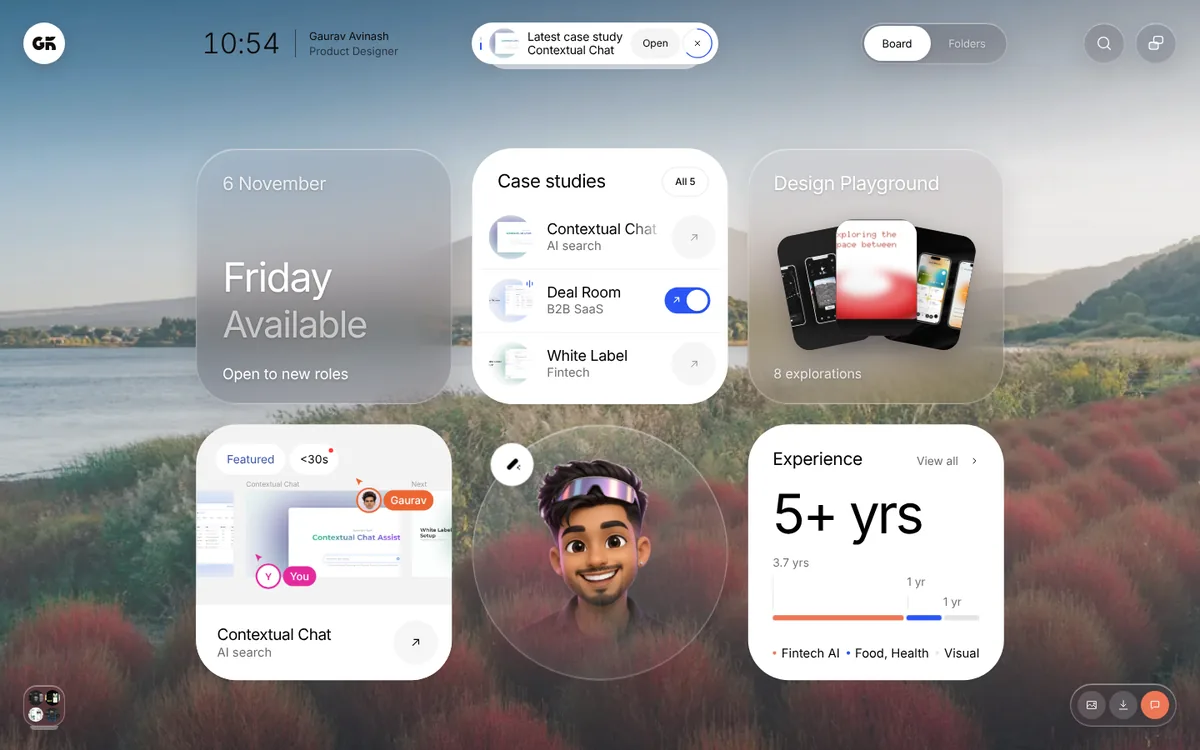 GK
10:54
Gaurav Avinash
Product Designer
Latest case study
Contextual Chat
Open
Board
Folders
6 November
Friday
Available
Open to new roles
Case studies
All 5
Contextual Chat
AI search
Deal Room
B2B SaaS
White Label
Fintech
Design Playground
xploring the
pace between
8 explorations
Featured
<30s
Contextual Chat
Next
Gaurav
Contextual Chat Assist
White Label
Setup
Y
You
Contextual Chat
AI search
Experience
View all
5+ yrs
3.7 yrs
1 yr
1 yr
Fintech AI
Food, Health
Visual